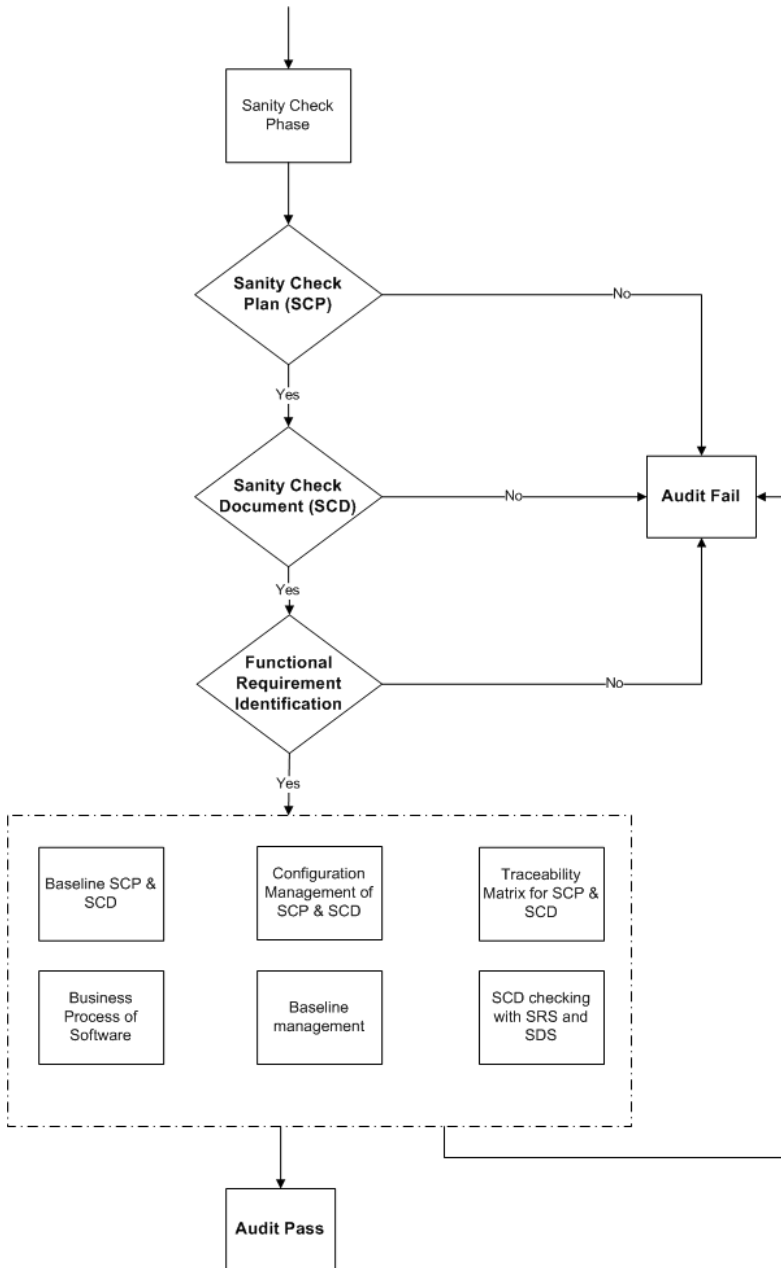 Sanity Check
Phase
Sanity Check
Plan (SCP)
No
Yes
Sanity Check
Document (SCD)
No
Audit Fail
Yes
Functional
Requirement
Identification
No
Yes
Baseline SCP &
SCD
Configuration
Management of
SCP & SCD
Traceability
Matrix for SCP &
SCD
Business
Process of
Software
Baseline
management
SCD checking
with SRS and
SDS
Audit Pass